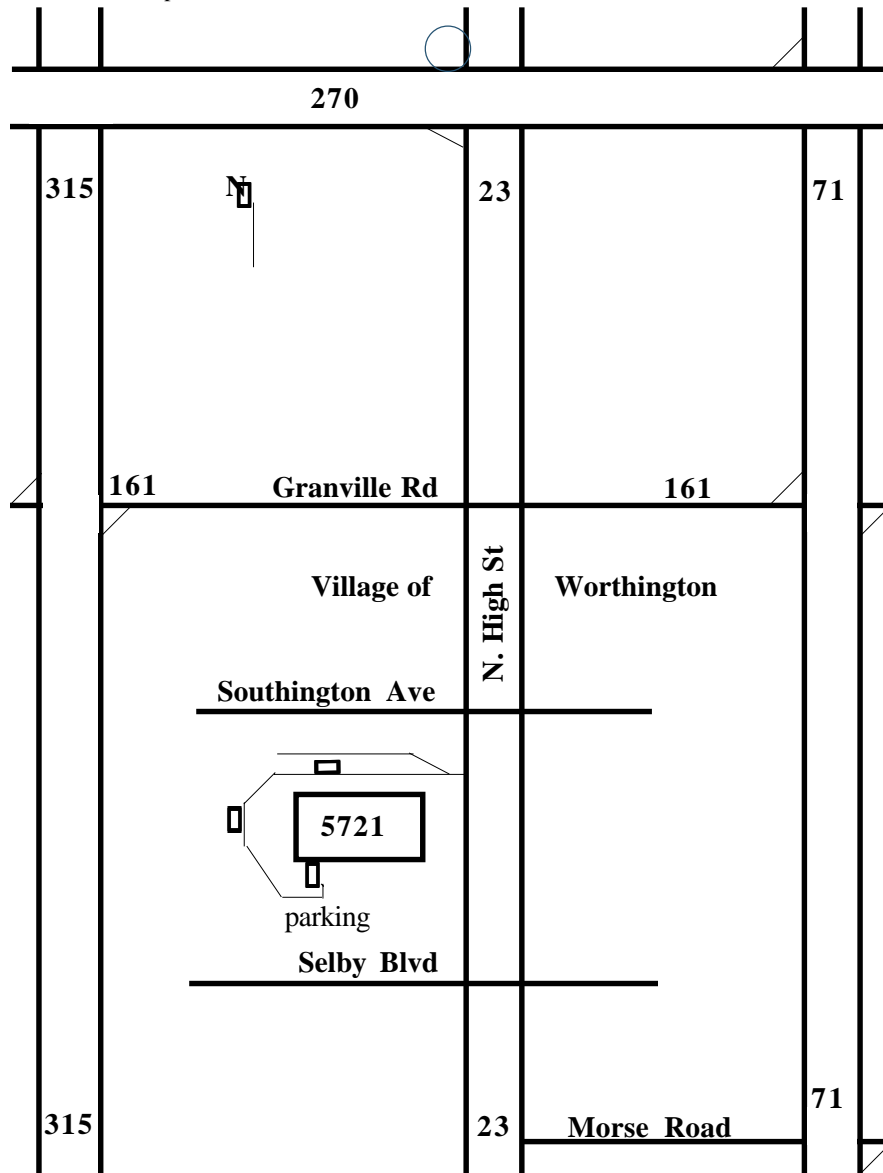 270
315
N
23
71
161
Granville Rd
161
Village of
N. High St
Worthington
Southington Ave
5721
parking
Selby Blvd
315
23
Morse Road
71